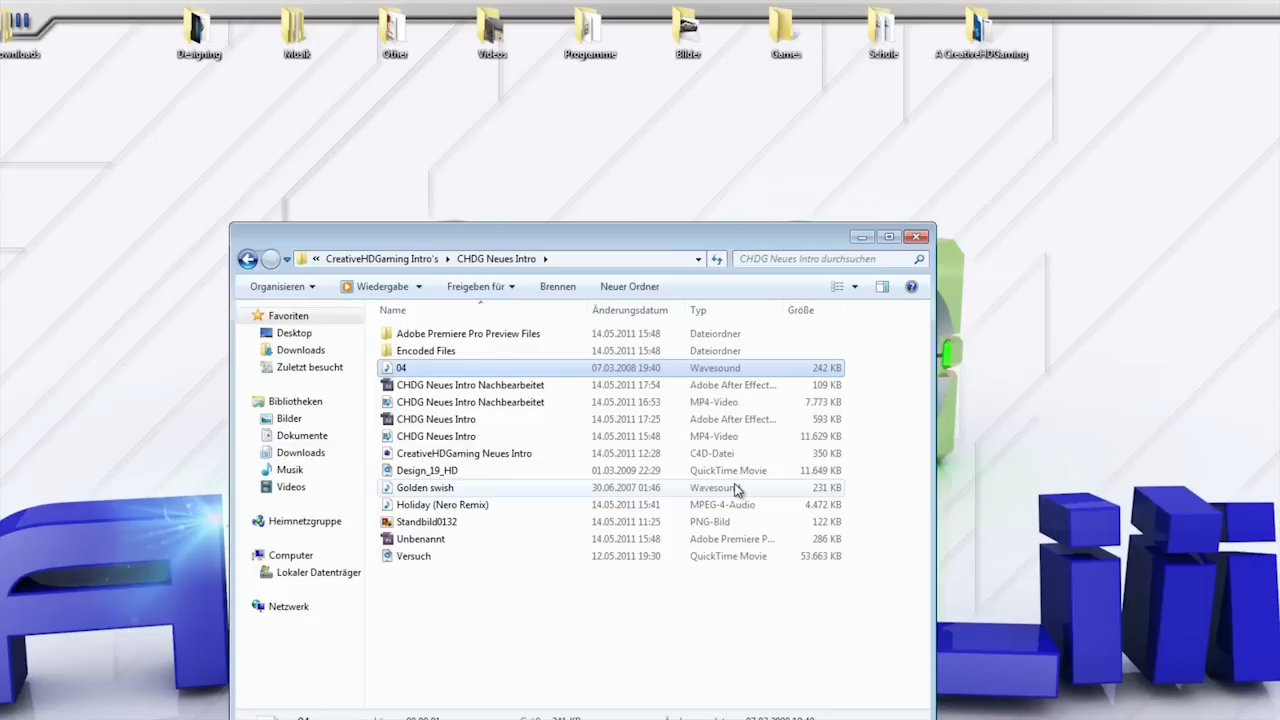 ownloads Designing Musik Other Videos Programme Bilder Games Schule A CreativeHDGaming
« CreativeHDGaming Intro's CHDG Neues Intro CHDG Neues Intro durchsuchen
Organisieren Wiedergabe Freigeben für Brennen Neuer Ordner
Favoriten
Desktop
Downloads
Zuletzt besucht
Bibliotheken
Bilder
Dokumente
Downloads
Musik
Videos
Heimnetzgruppe
Computer
Lokaler Datenträger
Netzwerk
Name Änderungsdatum Typ Größe
Adobe Premiere Pro Preview Files 14.05.2011 15:48 Dateiordner
Encoded Files 14.05.2011 15:48 Dateiordner
04 07.03.2008 19:40 Wavesound 242 KB
CHDG Neues Intro Nachbearbeitet 14.05.2011 17:54 Adobe After Effect... 109 KB
CHDG Neues Intro Nachbearbeitet 14.05.2011 16:53 MP4-Video 7.773 KB
CHDG Neues Intro 14.05.2011 17:25 Adobe After Effect... 593 KB
CHDG Neues Intro 14.05.2011 15:48 MP4-Video 11.629 KB
CreativeHDGaming Neues Intro 14.05.2011 12:28 C4D-Datei 350 KB
Design_19_HD 01.03.2009 22:29 QuickTime Movie 11.649 KB
Golden swish 30.06.2007 01:46 Wavesound 231 KB
Holiday (Nero Remix) 14.05.2011 15:41 MPEG-4-Audio 4.472 KB
Standbild0132 14.05.2011 11:25 PNG-Bild 122 KB
Unbenannt 14.05.2011 15:48 Adobe Premiere P... 286 KB
Versuch 12.05.2011 19:30 QuickTime Movie 53.663 KB